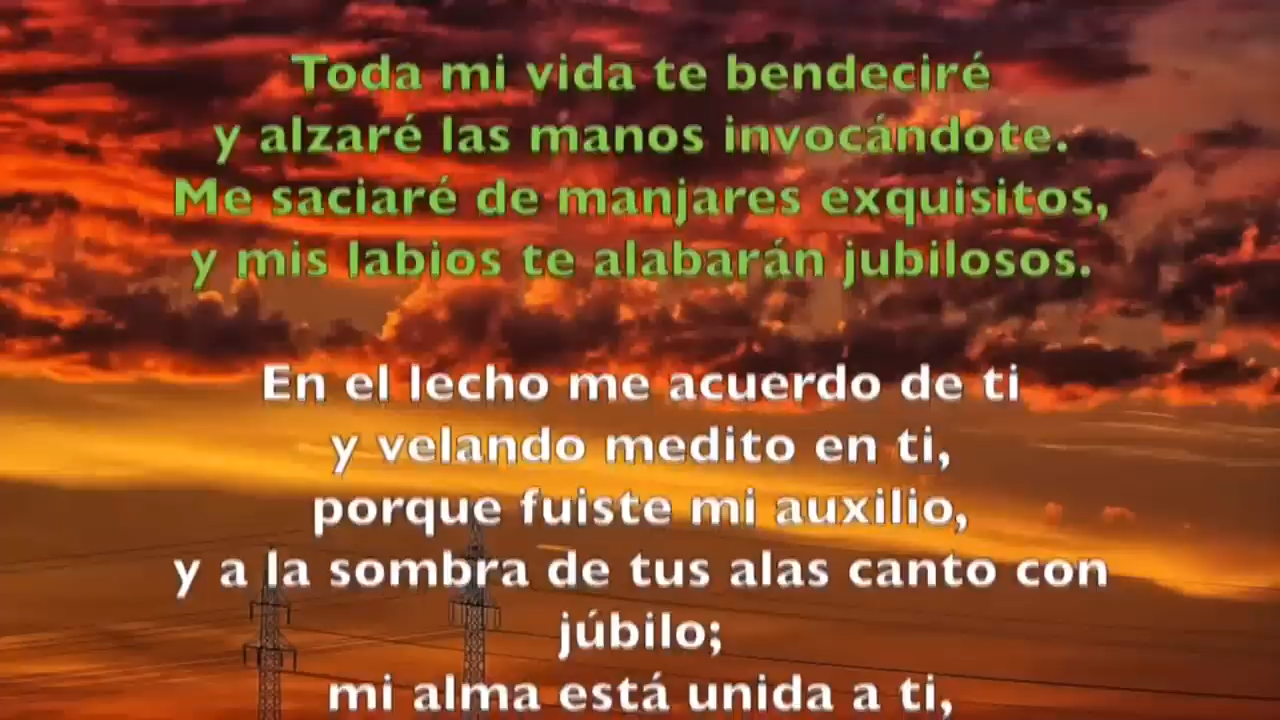 Toda mi vida te bendeciré
y alzaré las manos invocándote.
Me saciaré de manjares exquisitos,
y mis labios te alabarán jubilosos.
En el lecho me acuerdo de ti
y velando medito en ti,
porque fuiste mi auxilio,
y a la sombra de tus alas canto con
júbilo;
mi alma está unida a ti,